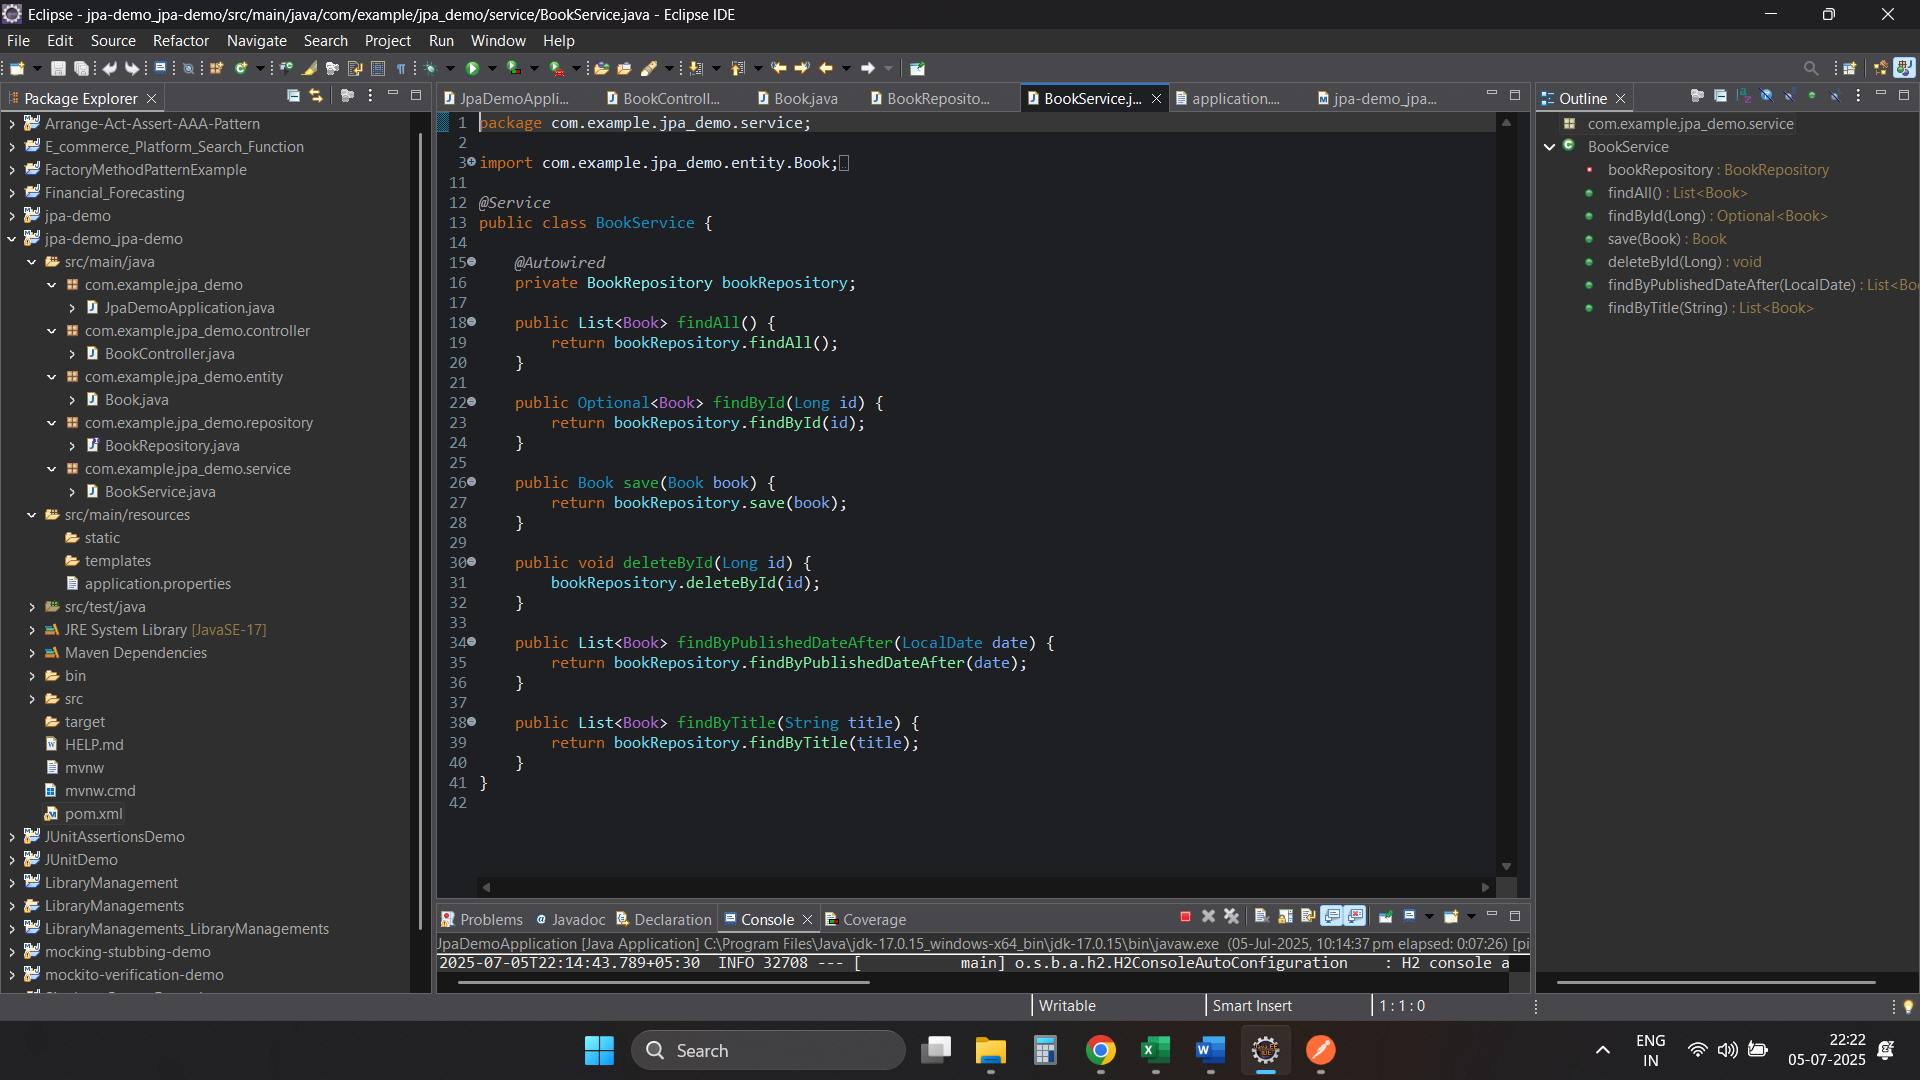 Eclipse - jpa-demo_jpa-demo/src/main/java/com/example/jpa_demo/service/BookService.java - Eclipse IDE
File Edit Source Refactor Navigate Search Project Run Window Help
Package Explorer
Arrange-Act-Assert-AAA-Pattern
E_commerce_Platform_Search_Function
FactoryMethodPatternExample
Financial_Forecasting
jpa-demo
jpa-demo_jpa-demo
src/main/java
com.example.jpa_demo
JpaDemoApplication.java
com.example.jpa_demo.controller
BookController.java
com.example.jpa_demo.entity
Book.java
com.example.jpa_demo.repository
BookRepository.java
com.example.jpa_demo.service
BookService.java
src/main/resources
static
templates
application.properties
src/test/java
JRE System Library [JavaSE-17]
Maven Dependencies
bin
src
target
HELP.md
mvnw
mvnw.cmd
pom.xml
JUnitAssertionsDemo
JUnitDemo
LibraryManagement
LibraryManagements
LibraryManagements_LibraryManagements
mocking-stubbing-demo
mockito-verification-demo
JpaDemoAppli... BookControll... Book.java BookReposito... BookService.j... application.... jpa-demo_jpa...
1 package com.example.jpa_demo.service;
2
3 import com.example.jpa_demo.entity.Book;
11
12 @Service
13 public class BookService {
14
15 @Autowired
16 private BookRepository bookRepository;
17
18 public List<Book> findAll() {
19 return bookRepository.findAll();
20 }
21
22 public Optional<Book> findById(Long id) {
23 return bookRepository.findById(id);
24 }
25
26 public Book save(Book book) {
27 return bookRepository.save(book);
28 }
29
30 public void deleteById(Long id) {
31 bookRepository.deleteById(id);
32 }
33
34 public List<Book> findByPublishedDateAfter(LocalDate date) {
35 return bookRepository.findByPublishedDateAfter(date);
36 }
37
38 public List<Book> findByTitle(String title) {
39 return bookRepository.findByTitle(title);
40 }
41 }
42
Outline
com.example.jpa_demo.service
BookService
bookRepository : BookRepository
findAll() : List<Book>
findById(Long) : Optional<Book>
save(Book) : Book
deleteById(Long) : void
findByPublishedDateAfter(LocalDate) : List<Bo
findByTitle(String) : List<Book>
Problems Javadoc Declaration Console Coverage
JpaDemoApplication [Java Application] C:\Program Files\Java\jdk-17.0.15_windows-x64_bin\jdk-17.0.15\bin\javaw.exe (05-Jul-2025, 10:14:37 pm elapsed: 0:07:26) [pi
2025-07-05T22:14:43.789+05:30 INFO 32708 --- [ main] o.s.b.a.h2.H2ConsoleAutoConfiguration : H2 console a
Writable Smart Insert 1 : 1 : 0
Search
ENG
IN
22:22
05-07-2025